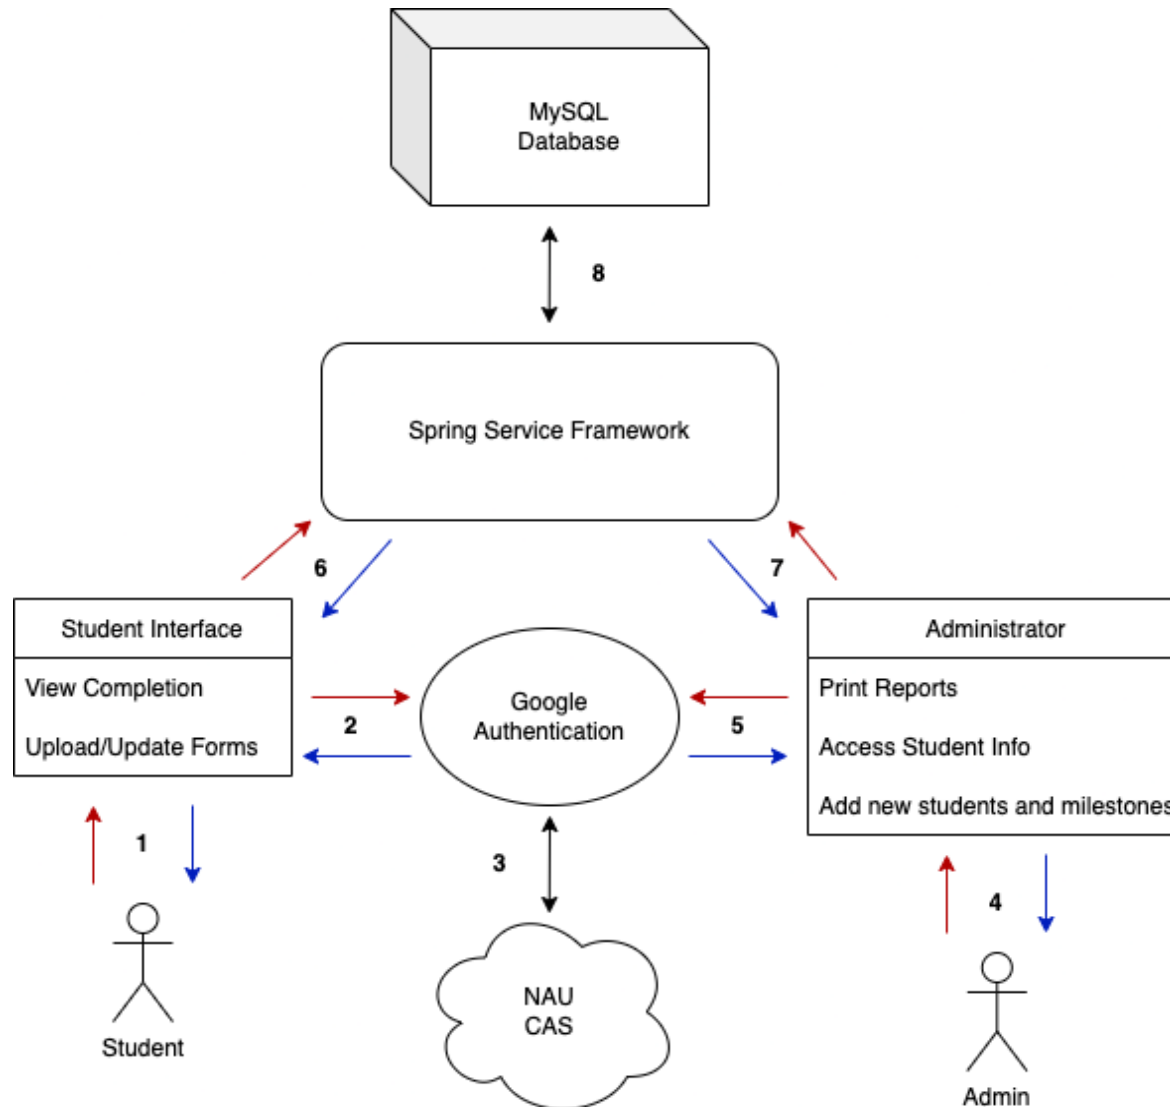 MySQL
Database
8
Spring Service Framework
6
7
Student Interface
View Completion
Upload/Update Forms
Google
Authentication
2
5
Administrator
Print Reports
Access Student Info
Add new students and milestones
1
3
4
Student
NAU
CAS
Admin